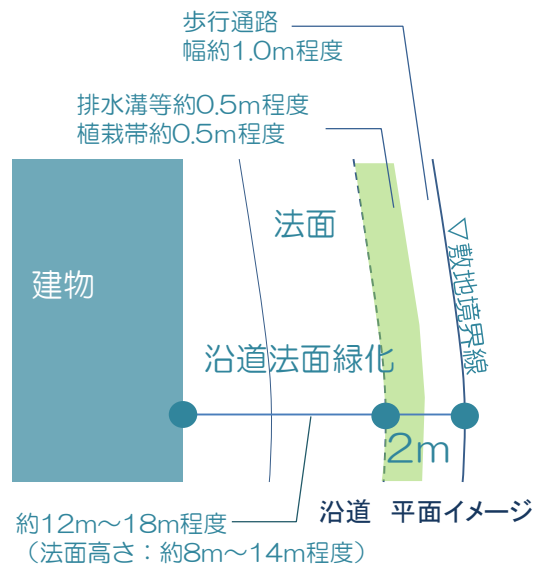 歩行通路
幅約1.0m程度
排水溝等約0.5m程度
植栽帯約0.5m程度
法面
▽敷地境界線
建物
沿道法面緑化
2m
約12m～18m程度
（法面高さ：約8m～14m程度）
沿道 平面イメージ